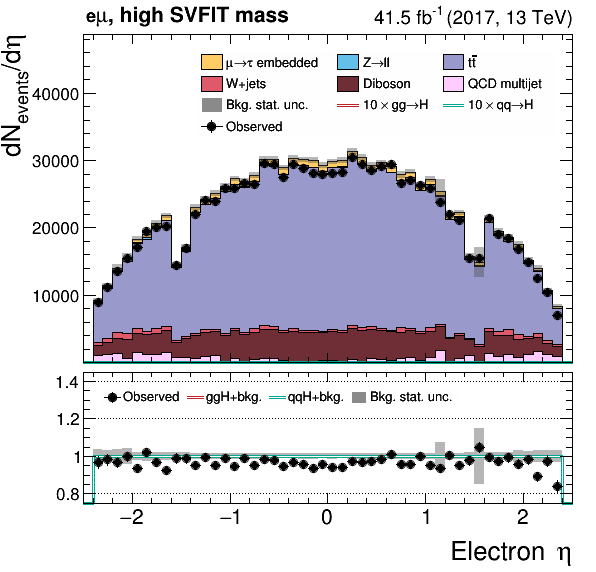 eμ, high SVFIT mass 41.5 fb⁻¹ (2017, 13 TeV)
dN_events/dη
μ→τ embedded Z→ll tt̄
W+jets Diboson QCD multijet
Bkg. stat. unc. 10 × gg→H 10 × qq→H
Observed
40000
30000
20000
10000
1.4
Observed ggH+bkg. qqH+bkg. Bkg. stat. unc.
1.2
1
0.8
−2 −1 0 1 2
Electron η